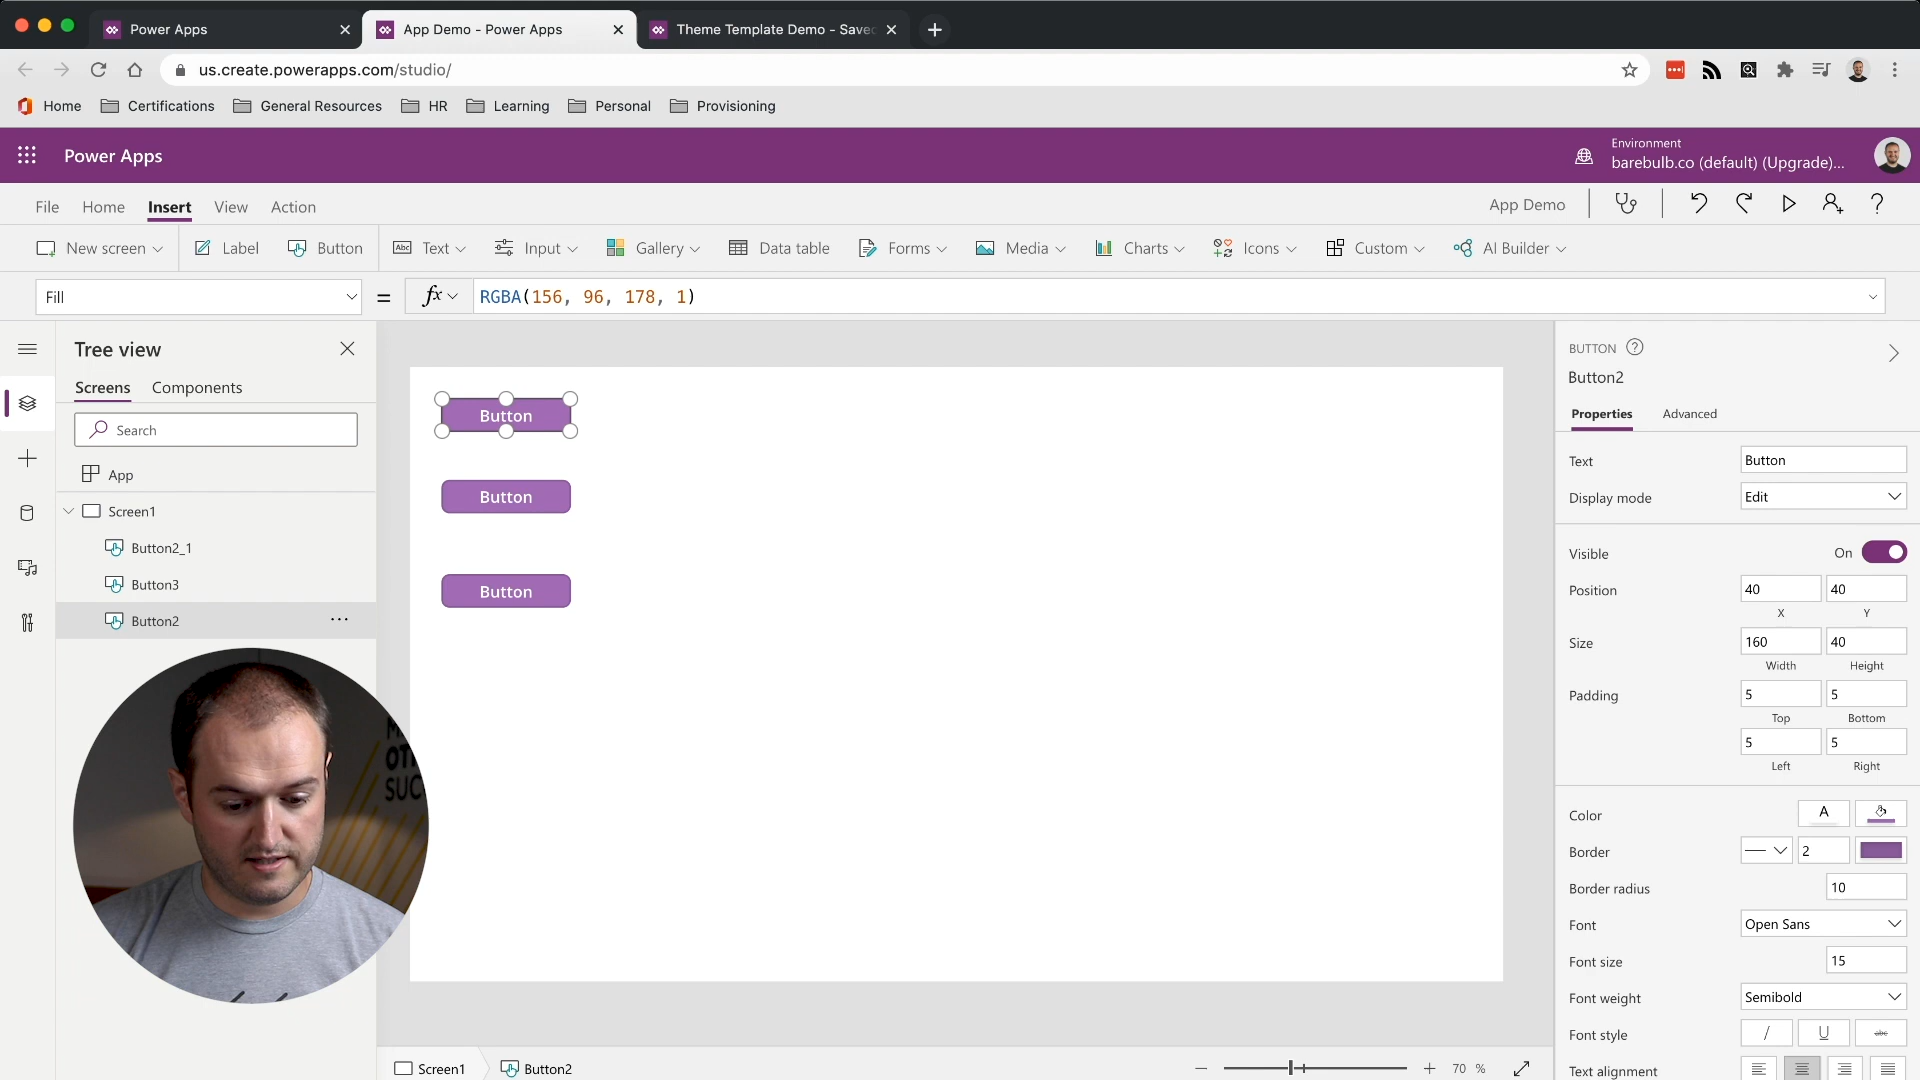 Power Apps
App Demo - Power Apps
Theme Template Demo - Saved
us.create.powerapps.com/studio/
Home
Certifications
General Resources
HR
Learning
Personal
Provisioning
Power Apps
Environment
barebulb.co (default) (Upgrade)...
File
Home
Insert
View
Action
App Demo
New screen
Label
Button
Abc
Text
Input
Gallery
Data table
Forms
Media
Charts
Icons
Custom
AI Builder
Fill
=
fx
RGBA(156, 96, 178, 1)
Tree view
Screens
Components
Search
App
Screen1
Button2_1
Button3
Button2
...
Button
Button
Button
BUTTON
Button2
Properties
Advanced
Text
Button
Display mode
Edit
Visible
On
Position
40
40
X
Y
Size
160
40
Width
Height
Padding
5
5
Top
Bottom
5
5
Left
Right
Color
A
Border
2
Border radius
10
Font
Open Sans
Font size
15
Font weight
Semibold
Font style
/
U
abc
Text alignment
OT
SUC
Screen1
Button2
70 %